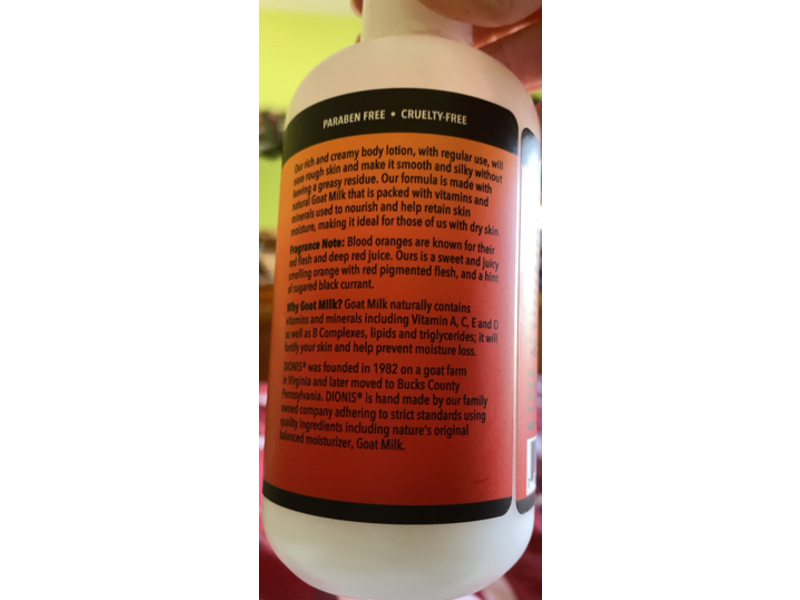 PARABEN FREE • CRUELTY-FREE
Our rich and creamy body lotion, with regular use, will
ease rough skin and make it smooth and silky without
leaving a greasy residue. Our formula is made with
natural Goat Milk that is packed with vitamins and
minerals used to nourish and help retain skin
moisture, making it ideal for those of us with dry skin.
Fragrance Note: Blood oranges are known for their
red flesh and deep red juice. Ours is a sweet and juicy
smelling orange with red pigmented flesh, and a hint
of sugared black currant.
Why Goat Milk? Goat Milk naturally contains
vitamins and minerals including Vitamin A, C, E and D
as well as B Complexes, lipids and triglycerides; it will
fortify your skin and help prevent moisture loss.
DIONIS® was founded in 1982 on a goat farm
in Virginia and later moved to Bucks County
Pennsylvania. DIONIS® is hand made by our family
owned company adhering to strict standards using
quality ingredients including nature's original
balanced moisturizer, Goat Milk.